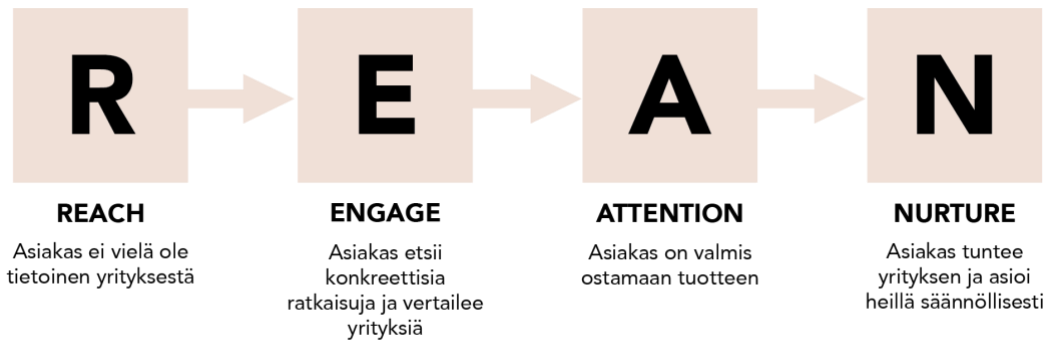 R E A N
REACH
Asiakas ei vielä ole
tietoinen yrityksestä
ENGAGE
Asiakas etsii
konkreettisia
ratkaisuja ja vertailee
yrityksiä
ATTENTION
Asiakas on valmis
ostamaan tuotteen
NURTURE
Asiakas tuntee
yrityksen ja asioi
heillä säännöllisesti